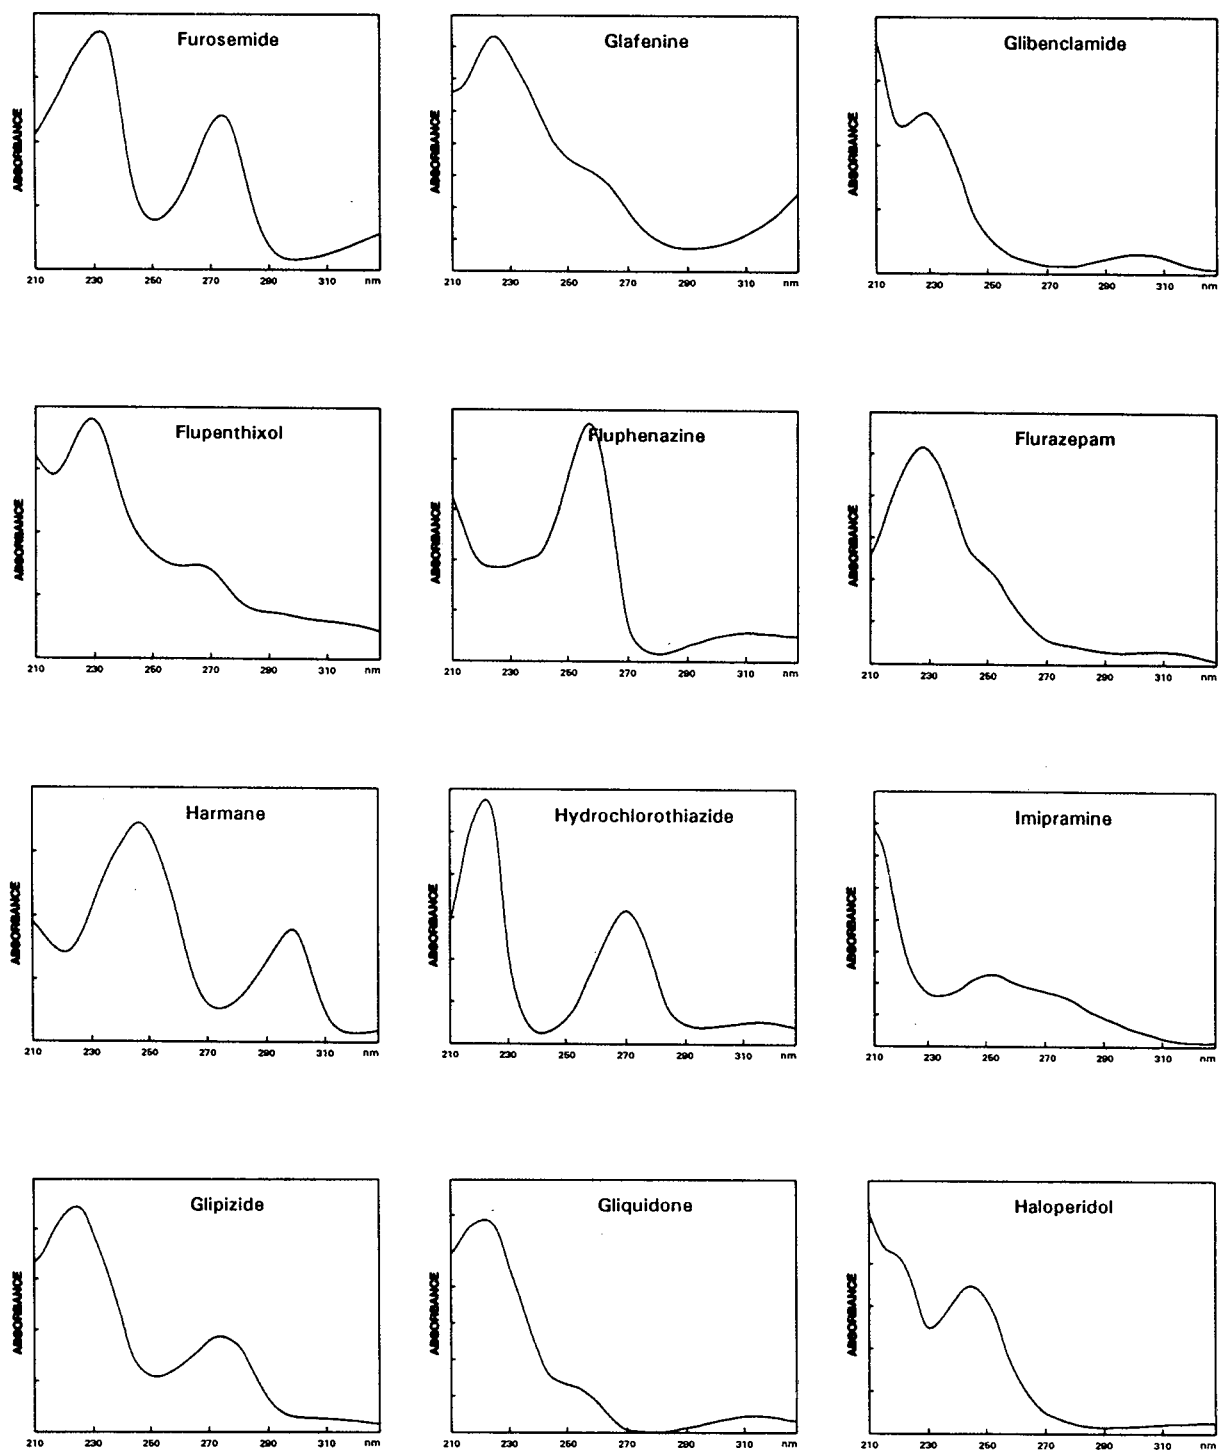 Furosemide
Glafenine
Glibenclamide
ABSORBANCE
ABSORBANCE
ABSORBANCE
210 230 250 270 290 310 nm
210 230 250 270 290 310 nm
210 230 250 270 290 310 nm
Flupenthixol
Fluphenazine
Flurazepam
ABSORBANCE
ABSORBANCE
ABSORBANCE
210 230 250 270 290 310 nm
210 230 250 270 290 310 nm
210 230 250 270 290 310 nm
Harmane
Hydrochlorothiazide
Imipramine
ABSORBANCE
ABSORBANCE
ABSORBANCE
210 230 250 270 290 310 nm
210 230 250 270 290 310 nm
210 230 250 270 290 310 nm
Glipizide
Gliquidone
Haloperidol
ABSORBANCE
ABSORBANCE
ABSORBANCE
210 230 250 270 290 310 nm
210 230 250 270 290 310 nm
210 230 250 270 290 310 nm